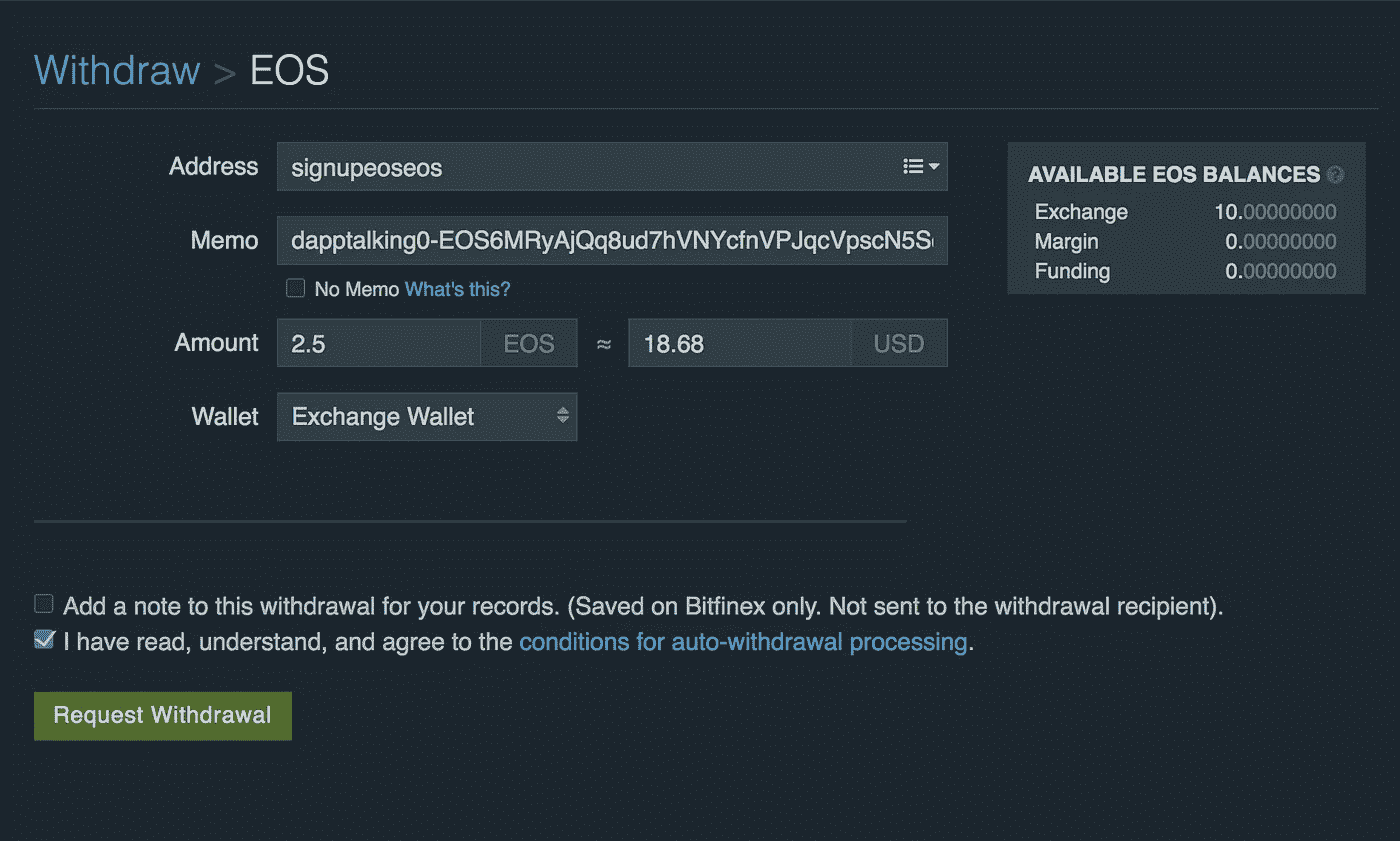 Withdraw > EOS
Address signupeoseos
AVAILABLE EOS BALANCES ?
Exchange 10.00000000
Margin 0.00000000
Funding 0.00000000
Memo dapptalking0-EOS6MRyAjQq8ud7hVNYcfnVPJqcVpscN5S
No Memo What's this?
Amount 2.5 EOS ≈ 18.68 USD
Wallet Exchange Wallet
Add a note to this withdrawal for your records. (Saved on Bitfinex only. Not sent to the withdrawal recipient).
I have read, understand, and agree to the conditions for auto-withdrawal processing.
Request Withdrawal